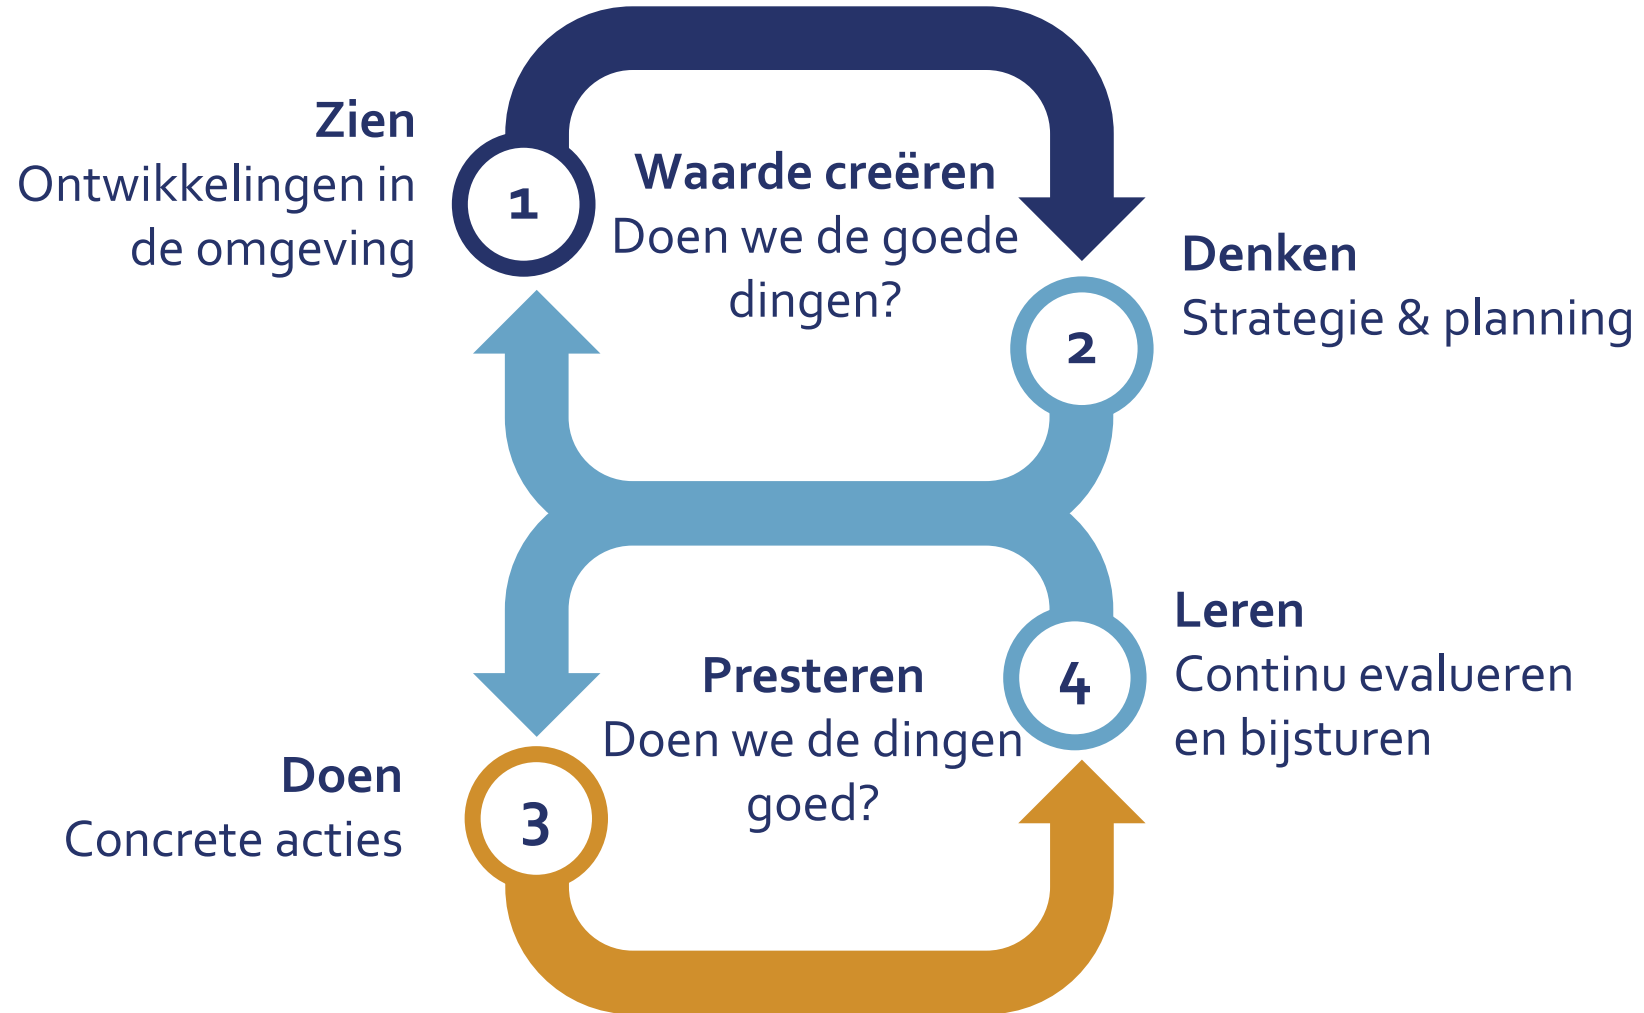 Zien
Ontwikkelingen in
de omgeving
1
Waarde creëren
Doen we de goede
dingen?
Denken
Strategie & planning
2
Doen
Concrete acties
3
Presteren
Doen we de dingen
goed?
4
Leren
Continu evalueren
en bijsturen